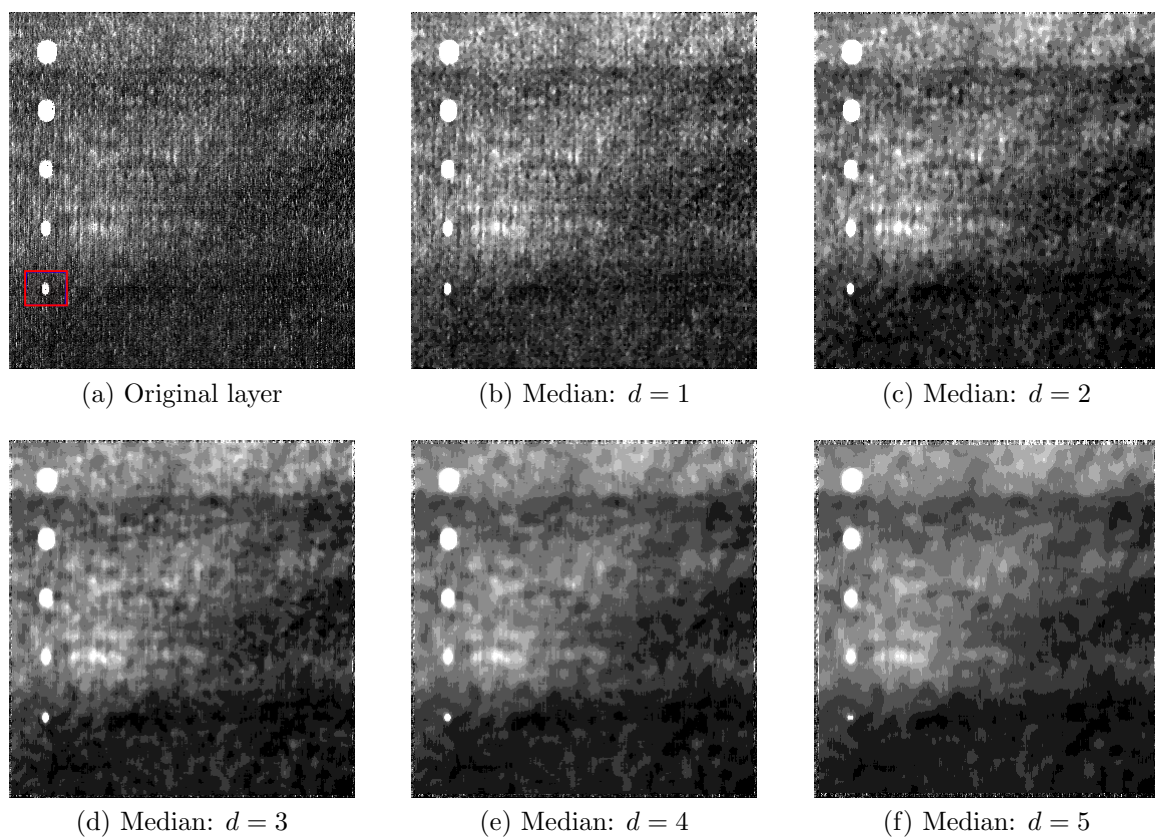 (a) Original layer
(b) Median: d = 1
(c) Median: d = 2
(d) Median: d = 3
(e) Median: d = 4
(f) Median: d = 5